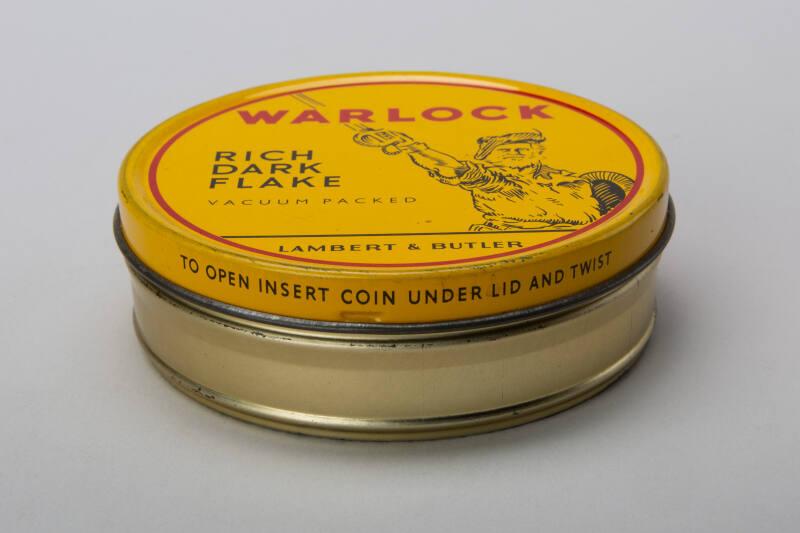 WARLOCK
RICH
DARK
FLAKE
VACUUM PACKED
LAMBERT & BUTLER
TO OPEN INSERT COIN UNDER LID AND TWIST